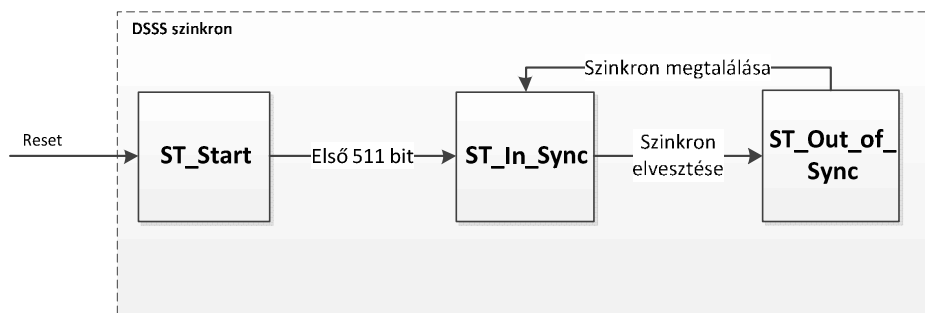 DSSS szinkron
Szinkron megtalálása
Reset
ST_Start
Első 511 bit
ST_In_Sync
Szinkron
elvesztése
ST_Out_of_
Sync